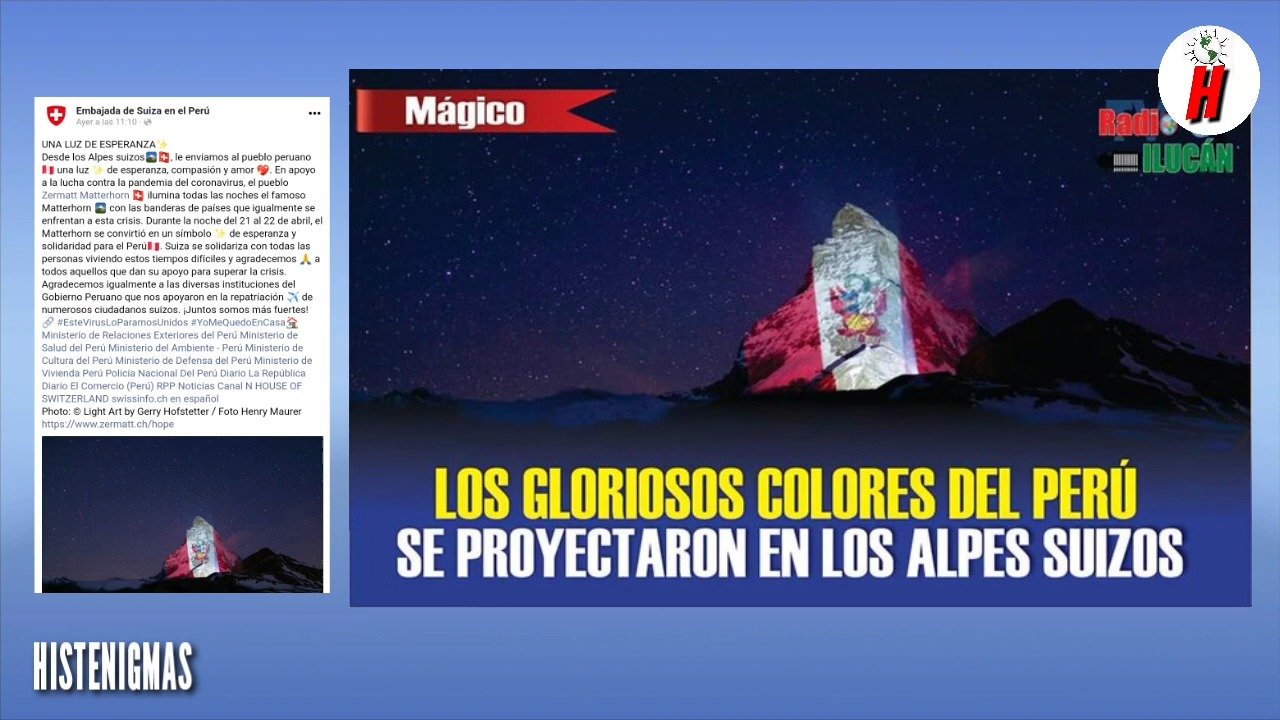 Embajada de Suiza en el Perú
Ayer a las 11:10
UNA LUZ DE ESPERANZA✨
Desde los Alpes suizos🏔️🇨🇭, le enviamos al pueblo peruano
🇵🇪 una luz ✨ de esperanza, compasión y amor ❤️. En apoyo
a la lucha contra la pandemia del coronavirus, el pueblo
Zermatt Matterhorn 🇨🇭 ilumina todas las noches el famoso
Matterhorn 🏔️ con las banderas de países que igualmente se
enfrentan a esta crisis. Durante la noche del 21 al 22 de abril, el
Matterhorn se convirtió en un símbolo ✨ de esperanza y
solidaridad para el Perú🇵🇪. Suiza se solidariza con todas las
personas viviendo estos tiempos difíciles y agradecemos 🙏 a
todos aquellos que dan su apoyo para superar la crisis.
Agradecemos igualmente a las diversas instituciones del
Gobierno Peruano que nos apoyaron en la repatriación ✈️ de
numerosos ciudadanos suizos. ¡Juntos somos más fuertes!
🔗 #EsteVirusLoParamosUnidos #YoMeQuedoEnCasa🏠
Ministerio de Relaciones Exteriores del Perú Ministerio de
Salud del Perú Ministerio del Ambiente - Perú Ministerio de
Cultura del Perú Ministerio de Defensa del Perú Ministerio de
Vivienda Perú Policia Nacional Del Perú Diario La República
Diario El Comercio (Perú) RPP Noticias Canal N HOUSE OF
SWITZERLAND swissinfo.ch en español
Photo: © Light Art by Gerry Hofstetter / Foto Henry Maurer
https://www.zermatt.ch/hope
Mágico
ILUCÁN
H
LOS GLORIOSOS COLORES DEL PERÚ
SE PROYECTARON EN LOS ALPES SUIZOS
HISTENIGMAS